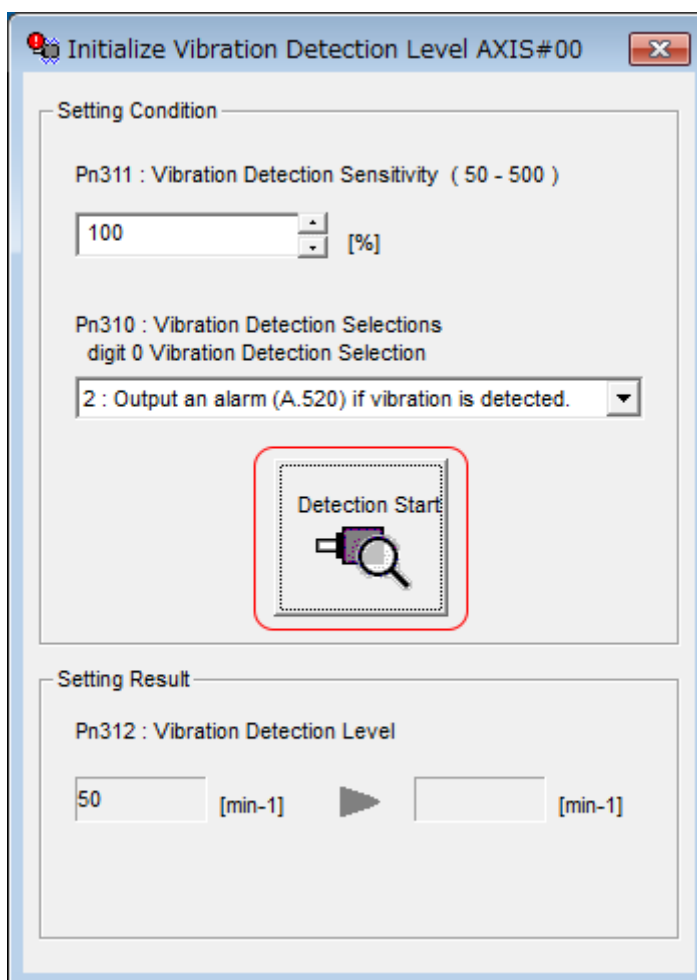 Initialize Vibration Detection Level AXIS#00
Setting Condition
Pn311 : Vibration Detection Sensitivity ( 50 - 500 )
100 [%]
Pn310 : Vibration Detection Selections
digit 0 Vibration Detection Selection
2 : Output an alarm (A.520) if vibration is detected.
Detection Start
Setting Result
Pn312 : Vibration Detection Level
50 [min-1] [min-1]